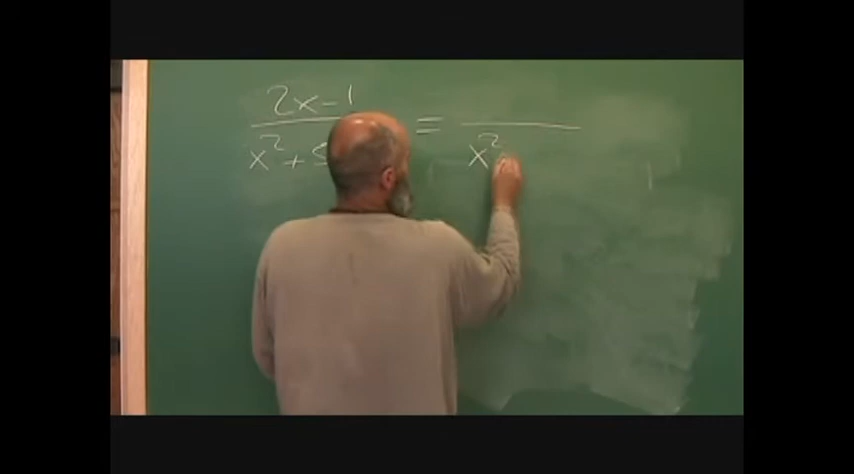 2x-1
x²+5 = x²